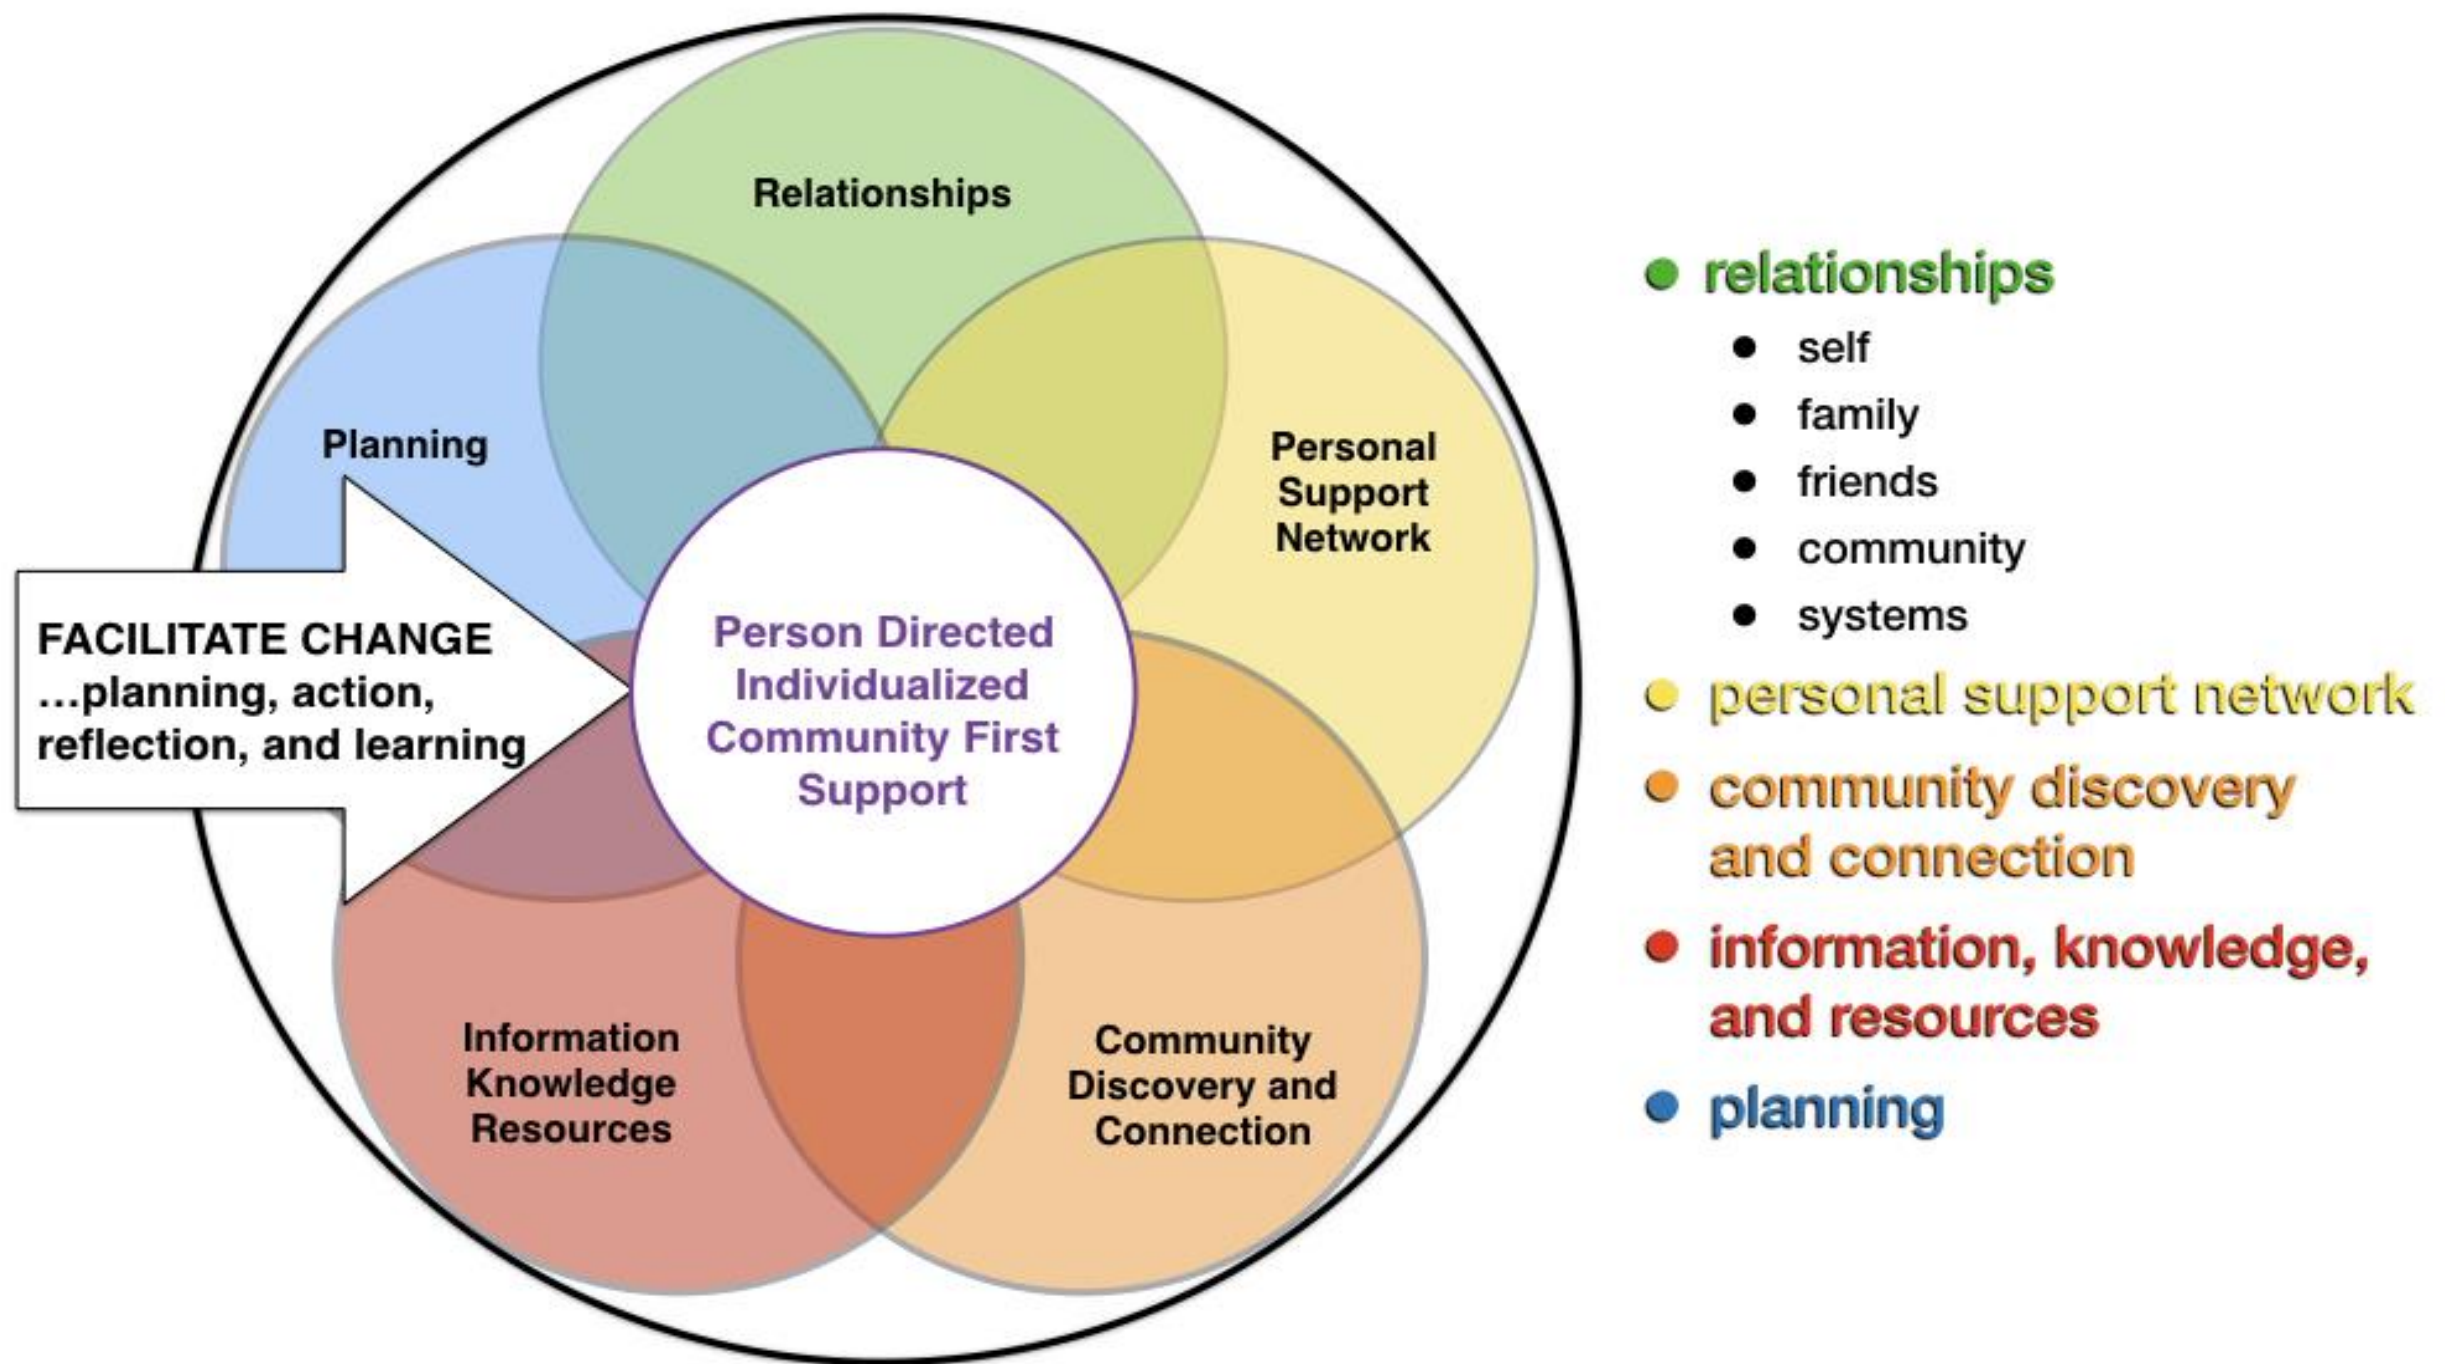 Relationships
Planning
Personal
Support
Network
FACILITATE CHANGE
...planning, action,
reflection, and learning
Person Directed
Individualized
Community First
Support
Information
Knowledge
Resources
Community
Discovery and
Connection
● relationships
● self
● family
● friends
● community
● systems
● personal support network
● community discovery
and connection
● information, knowledge,
and resources
● planning